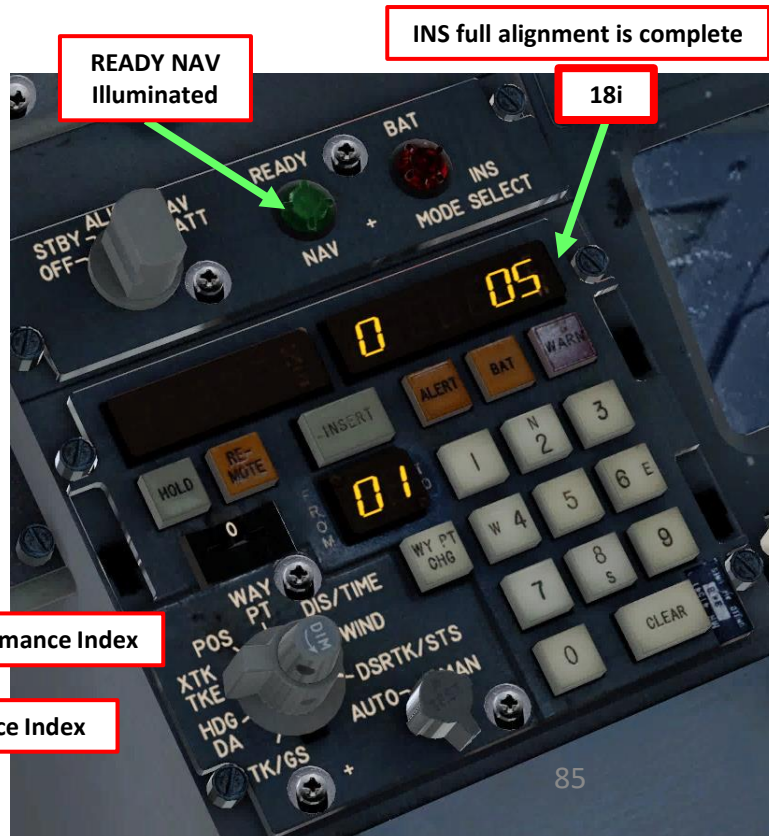 INS full alignment is complete
READY NAV
Illuminated
18i
BAT
READY
INS
MODE SELECT
NAV
+
STBY
OFF
0 05
WARN
BAT
ALERT
INSERT
HOLD
RE-
MOTE
01
FROM
0
WY PT
CHG
1
N
2
3
W 4
5
6 E
7
8
S
9
0
CLEAR
WAY
PT
DIS/TIME
POS
WIND
DIM
XTK
TKE
DSRTK/STS
HDG
DA
AUTO
MAN
TK/GS
+
mance Index
ce Index
85